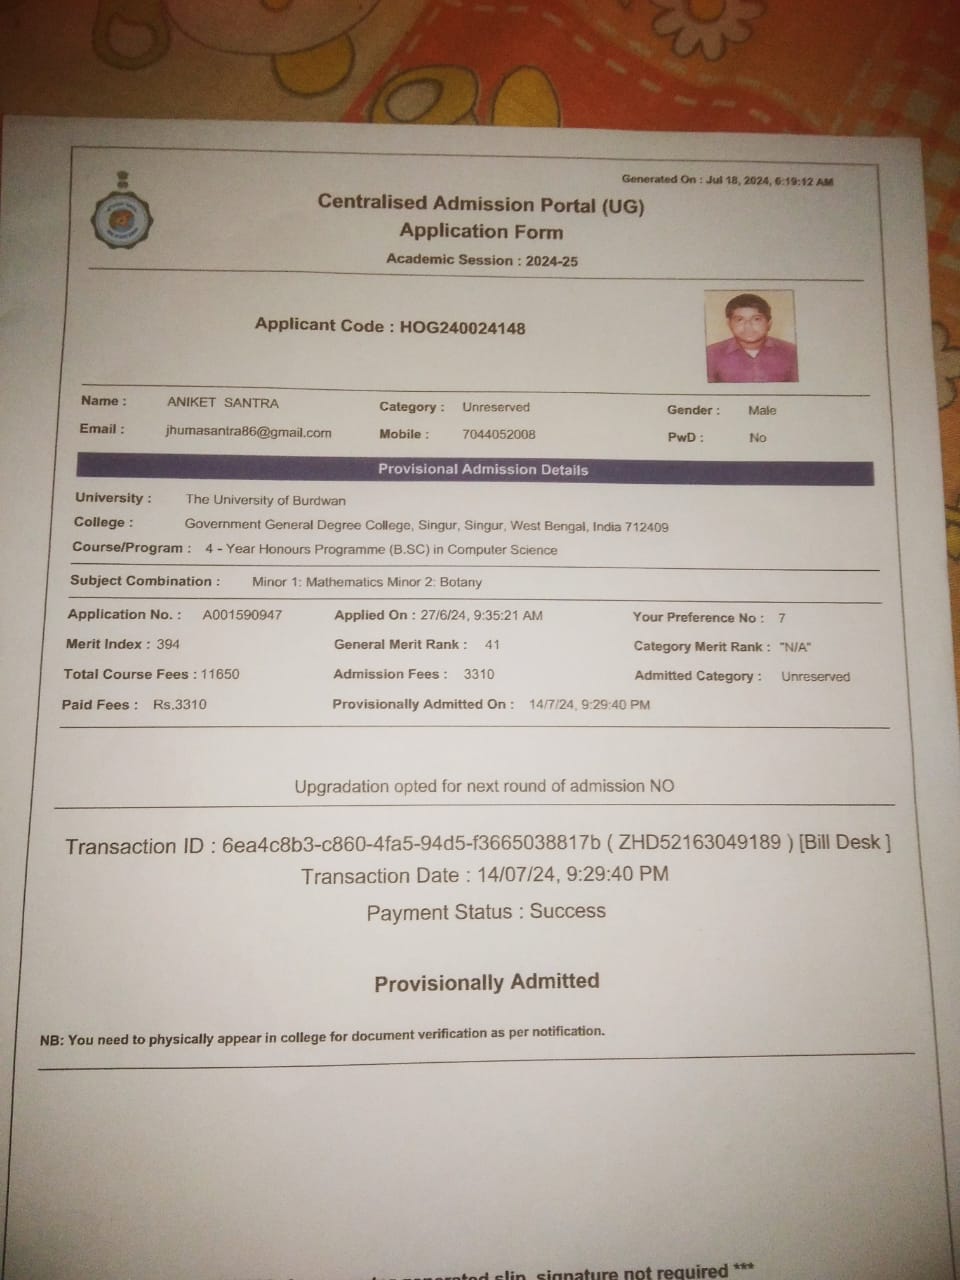 Generated On : Jul 18, 2024, 6:19:12 AM
Centralised Admission Portal (UG)
Application Form
Academic Session : 2024-25
Applicant Code : HOG240024148
Name : ANIKET SANTRA Category : Unreserved Gender : Male
Email : jhumasantra86@gmail.com Mobile : 7044052008 PwD : No
Provisional Admission Details
University : The University of Burdwan
College : Government General Degree College, Singur, Singur, West Bengal, India 712409
Course/Program : 4 - Year Honours Programme (B.SC) in Computer Science
Subject Combination : Minor 1: Mathematics Minor 2: Botany
Application No. : A001590947 Applied On : 27/6/24, 9:35:21 AM Your Preference No : 7
Merit Index : 394 General Merit Rank : 41 Category Merit Rank : "N/A"
Total Course Fees : 11650 Admission Fees : 3310 Admitted Category : Unreserved
Paid Fees : Rs.3310 Provisionally Admitted On : 14/7/24, 9:29:40 PM
Upgradation opted for next round of admission NO
Transaction ID : 6ea4c8b3-c860-4fa5-94d5-f3665038817b ( ZHD52163049189 ) [Bill Desk ]
Transaction Date : 14/07/24, 9:29:40 PM
Payment Status : Success
Provisionally Admitted
NB: You need to physically appear in college for document verification as per notification.
slip, signature not required ***